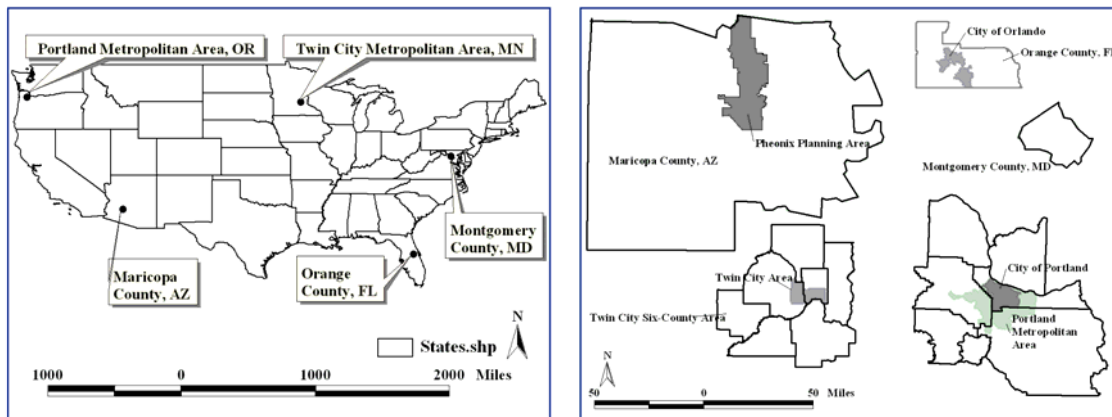 Portland Metropolitan Area, OR
Twin City Metropolitan Area, MN
Montgomery
County, MD
Maricopa
County, AZ
Orange
County, FL
States.shp
N
1000 0 1000 2000 Miles
City of Orlando
Orange County, FL
Pheonix Planning Area
Maricopa County, AZ
Montgomery County, MD
City of Portland
Twin City Area
Twin City Six-County Area
Portland
Metropolitan
Area
N
50 0 50 Miles